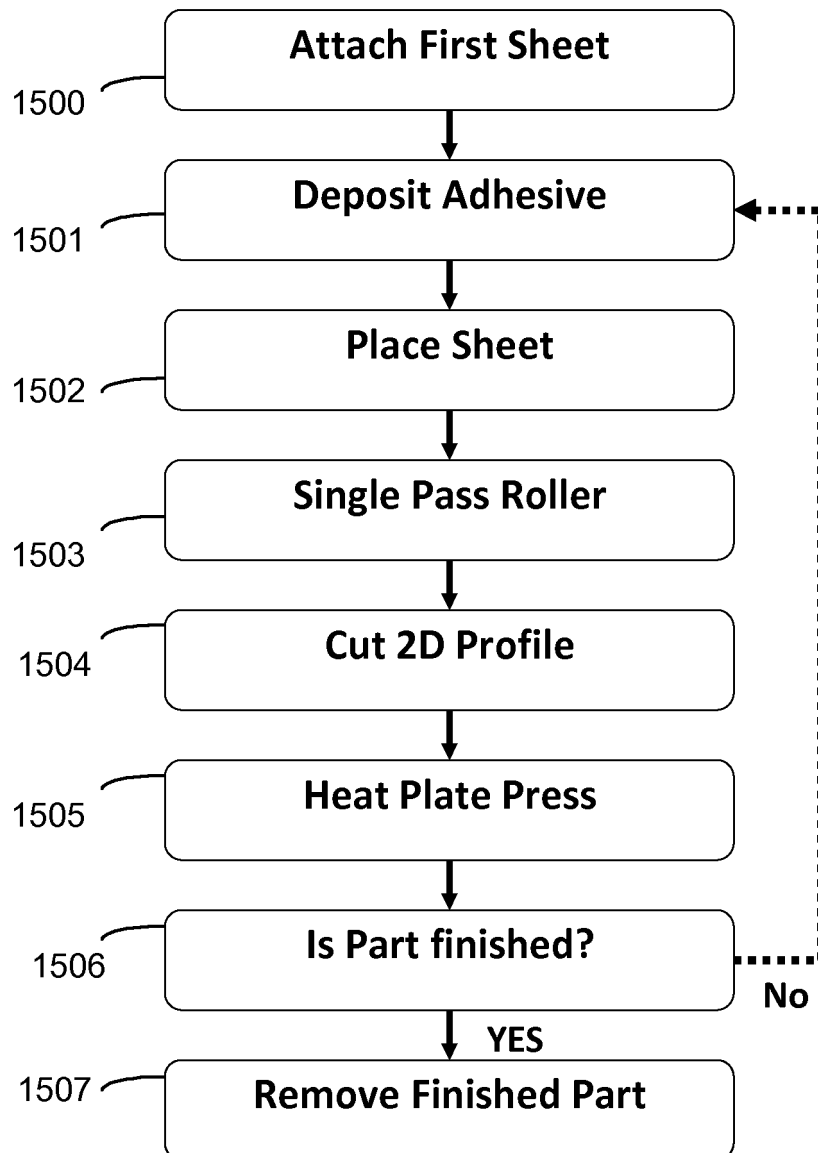 Attach First Sheet
1500
Deposit Adhesive
1501
Place Sheet
1502
Single Pass Roller
1503
Cut 2D Profile
1504
Heat Plate Press
1505
Is Part finished?
1506
No
YES
Remove Finished Part
1507